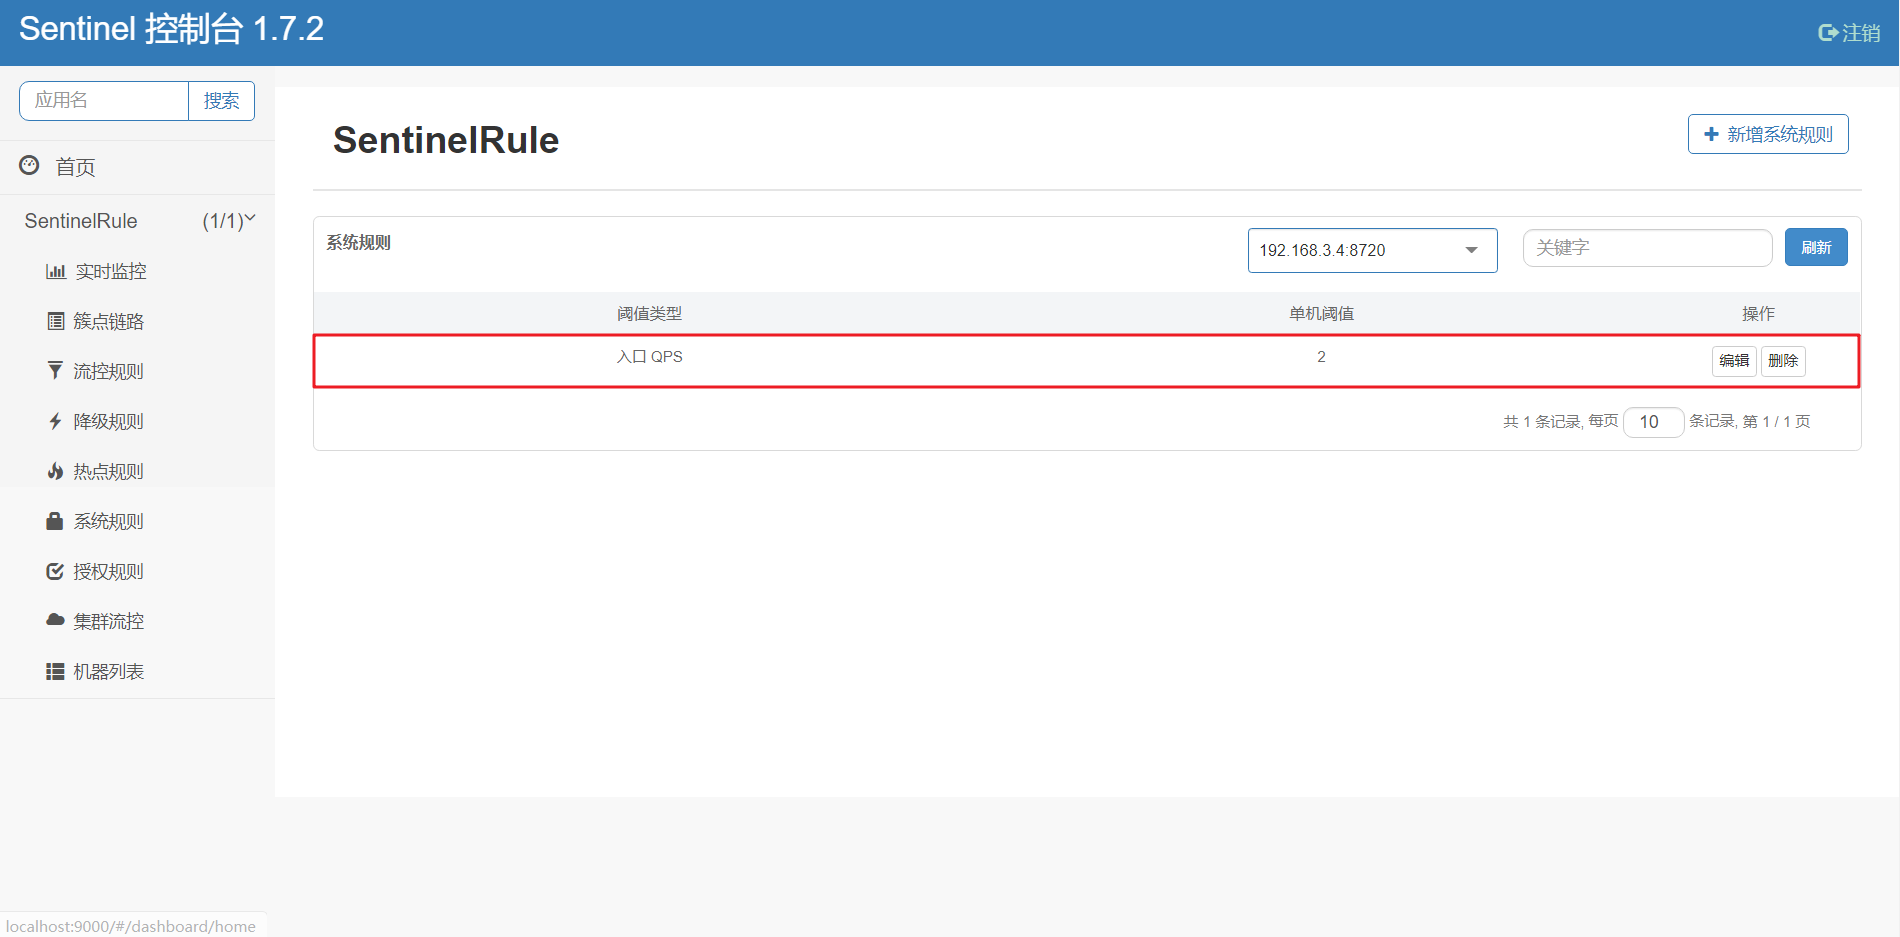 Sentinel 控制台 1.7.2
注销
应用名 搜索
首页
SentinelRule (1/1)
实时监控
簇点链路
流控规则
降级规则
热点规则
系统规则
授权规则
集群流控
机器列表
SentinelRule
新增系统规则
系统规则 192.168.3.4:8720 关键字 刷新
阈值类型 单机阈值 操作
入口 QPS 2 编辑 删除
共 1 条记录, 每页 10 条记录, 第 1 / 1 页
localhost:9000/#/dashboard/home